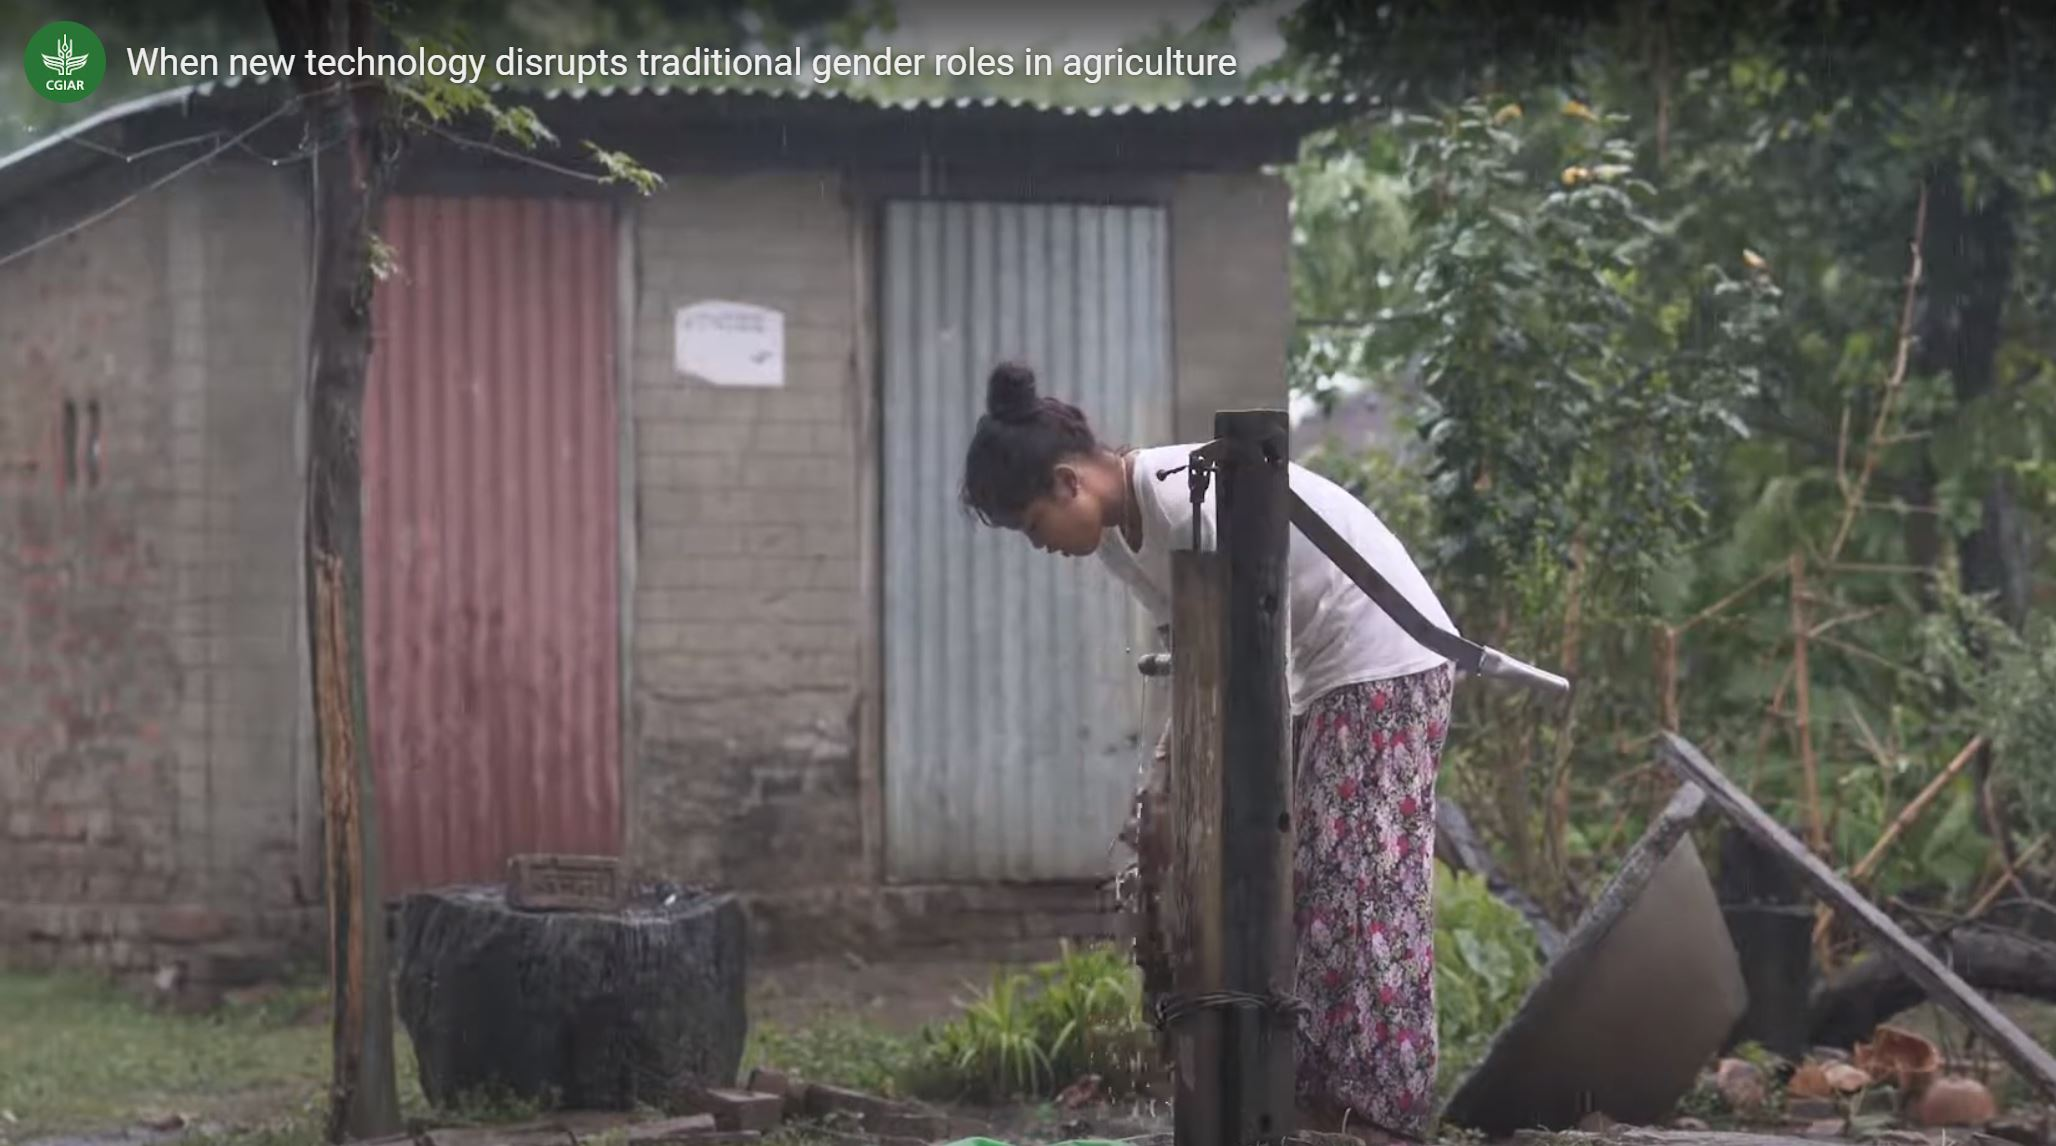 CGIAR
When new technology disrupts traditional gender roles in agriculture